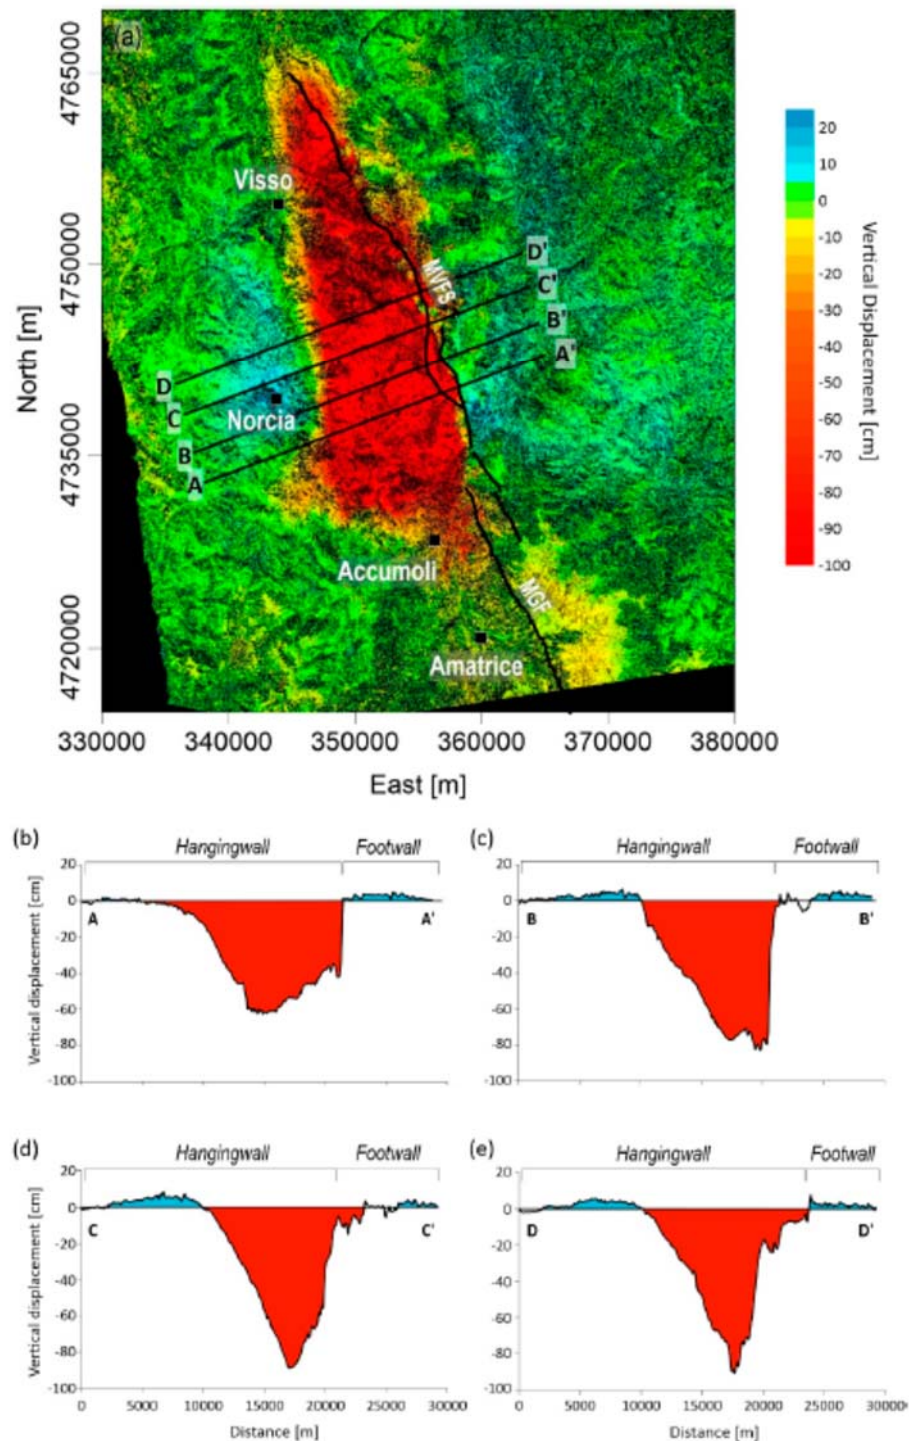 (a)
4765000
4750000
4735000
4720000
North [m]
Visso
D'
C'
B'
A'
MVFS
D
C
B
A
Norcia
Accumoli
MGF
Amatrice
330000 340000 350000 360000 370000 380000
East [m]
20
10
0
-10
-20
-30
-40
-50
-60
-70
-80
-90
-100
Vertical Displacement [cm]
(b) Hangingwall Footwall
20
0
-20
-40
-60
-80
-100
A A'
Vertical displacement [cm]
(c) Hangingwall Footwall
20
0
-20
-40
-60
-80
-100
B B'
(d) Hangingwall Footwall
20
0
-20
-40
-60
-80
-100
C C'
Vertical displacement [cm]
0 5000 10000 15000 20000 25000 30000
Distance [m]
(e) Hangingwall Footwall
20
0
-20
-40
-60
-80
-100
D D'
0 5000 10000 15000 20000 25000 30000
Distance [m]